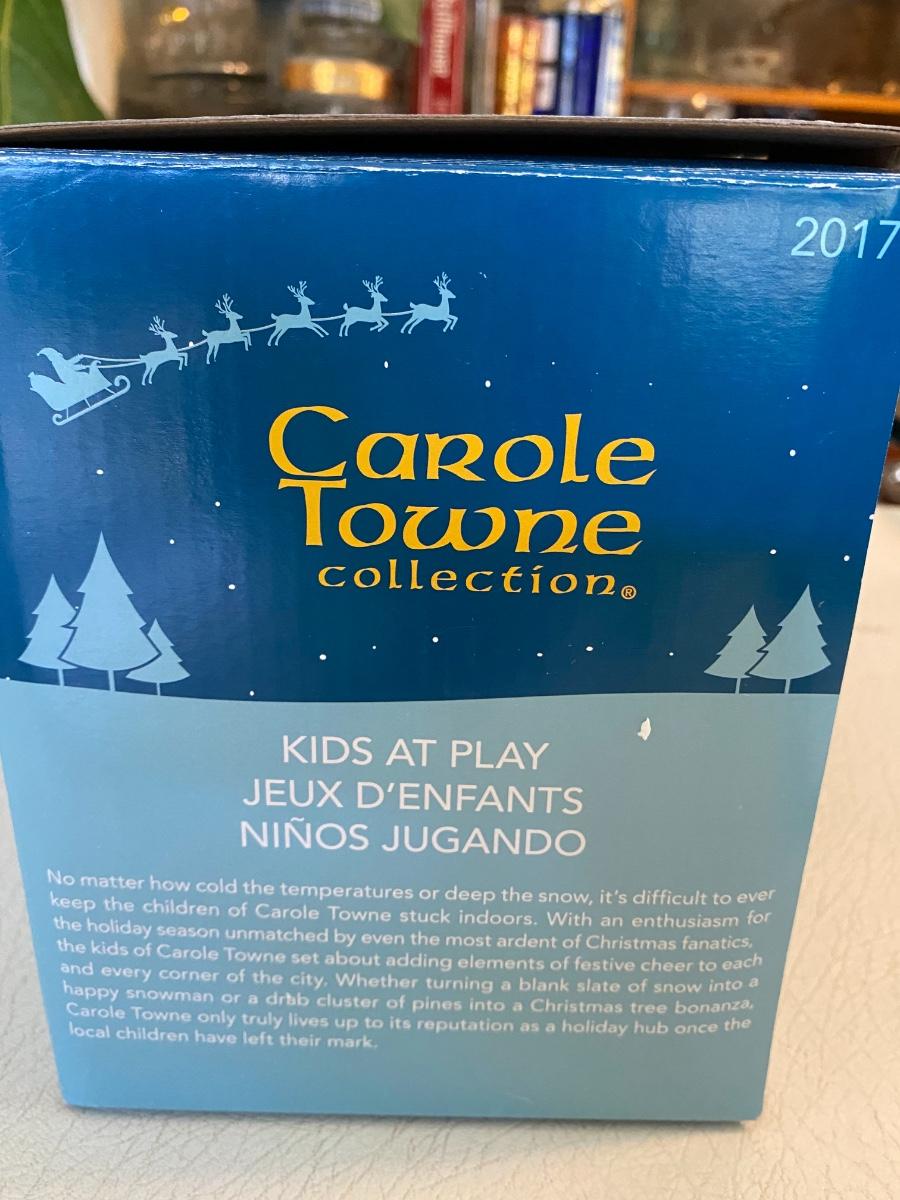 2017
Carole
Towne
collection®
KIDS AT PLAY
JEUX D'ENFANTS
NIÑOS JUGANDO
No matter how cold the temperatures or deep the snow, it's difficult to ever
keep the children of Carole Towne stuck indoors. With an enthusiasm for
the holiday season unmatched by even the most ardent of Christmas fanatics,
the kids of Carole Towne set about adding elements of festive cheer to each
and every corner of the city. Whether turning a blank slate of snow into a
happy snowman or a drab cluster of pines into a Christmas tree bonanza,
Carole Towne only truly lives up to its reputation as a holiday hub once the
local children have left their mark.